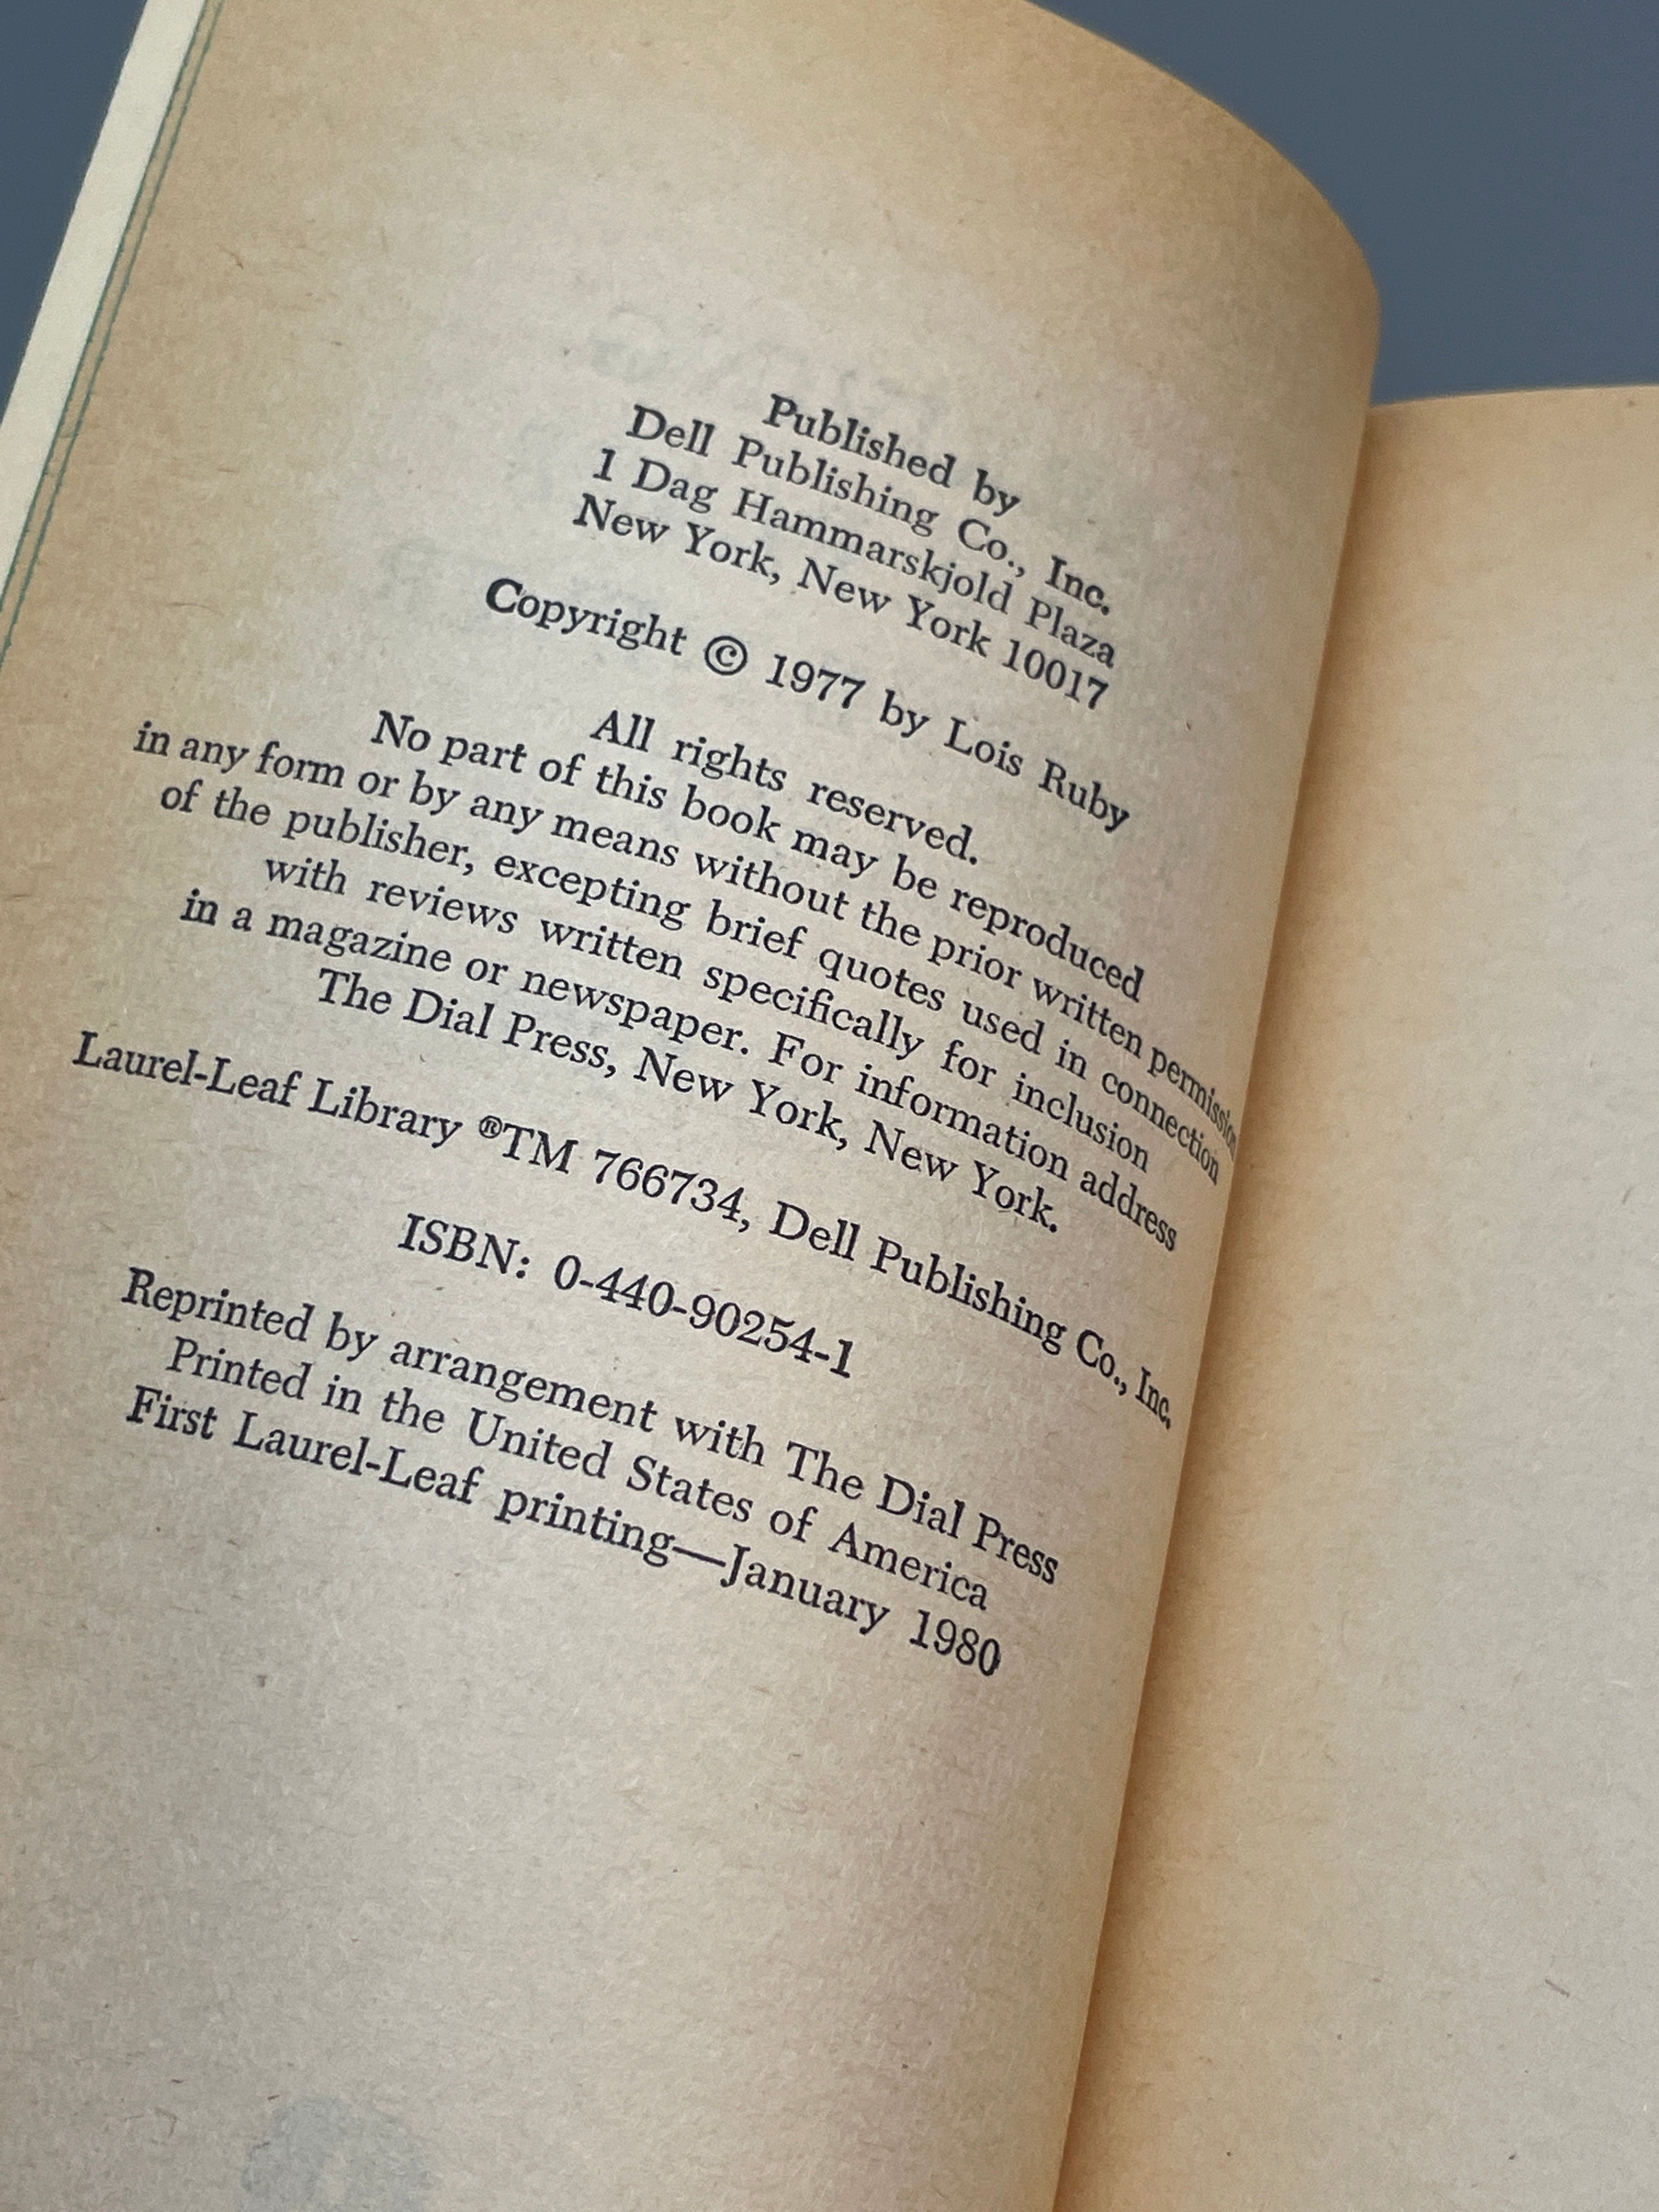 Published by
Dell Publishing Co., Inc.
1 Dag Hammarskjold Plaza
New York, New York 10017
Copyright © 1977 by Lois Ruby
All rights reserved.
No part of this book may be reproduced
in any form or by any means without the prior written permission
of the publisher, excepting brief quotes used in connection
with reviews written specifically for inclusion
in a magazine or newspaper. For information address
The Dial Press, New York, New York.
Laurel-Leaf Library ®TM 766734, Dell Publishing Co., Inc.
ISBN: 0-440-90254-1
Reprinted by arrangement with The Dial Press
Printed in the United States of America
First Laurel-Leaf printing—January 1980